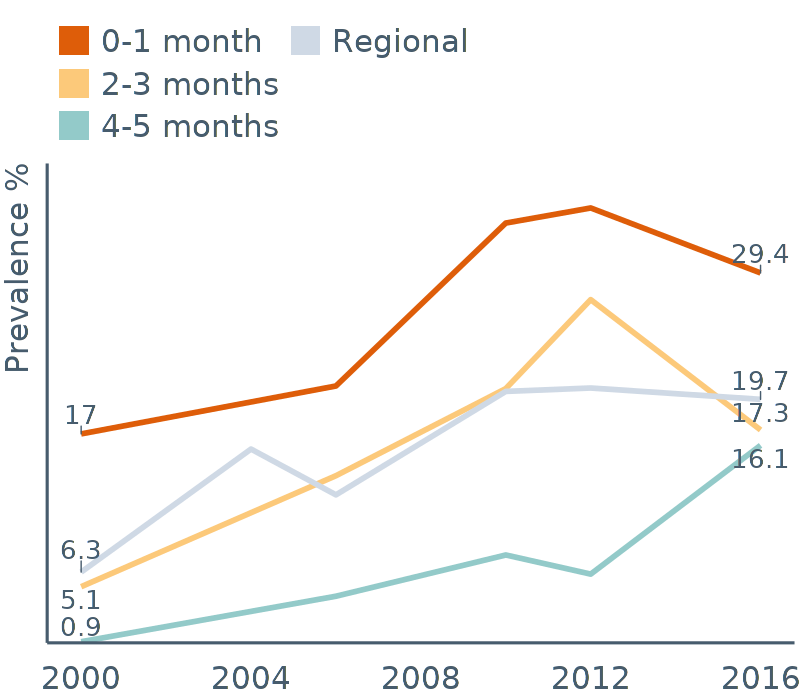 0-1 month
Regional
2-3 months
4-5 months
Prevalence %
29.4
19.7
17
17.3
16.1
6.3
5.1
0.9
2000 2004 2008 2012 2016